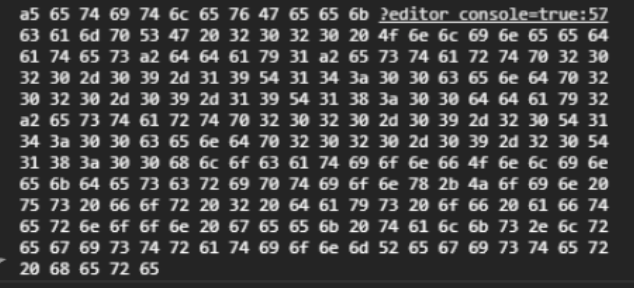 a5 65 74 69 74 6c 65 76 47 65 65 6b ?editor_console=true:57
63 61 6d 70 53 47 20 32 30 32 30 20 4f 6e 6c 69 6e 65 65 64
61 74 65 73 a2 64 64 61 79 31 a2 65 73 74 61 72 74 70 32 30
32 30 2d 30 39 2d 31 39 54 31 34 3a 30 30 63 65 6e 64 70 32
30 32 30 2d 30 39 2d 31 39 54 31 38 3a 30 30 64 64 61 79 32
a2 65 73 74 61 72 74 70 32 30 32 30 2d 30 39 2d 32 30 54 31
34 3a 30 30 63 65 6e 64 70 32 30 32 30 2d 30 39 2d 32 30 54
31 38 3a 30 30 68 6c 6f 63 61 74 69 6f 6e 66 4f 6e 6c 69 6e
65 6b 64 65 73 63 72 69 70 74 69 6f 6e 78 2b 4a 6f 69 6e 20
75 73 20 66 6f 72 20 32 20 64 61 79 73 20 6f 66 20 61 66 74
65 72 6e 6f 6f 6e 20 67 65 65 6b 20 74 61 6c 6b 73 2e 6c 72
65 67 69 73 74 72 61 74 69 6f 6e 6d 52 65 67 69 73 74 65 72
20 68 65 72 65